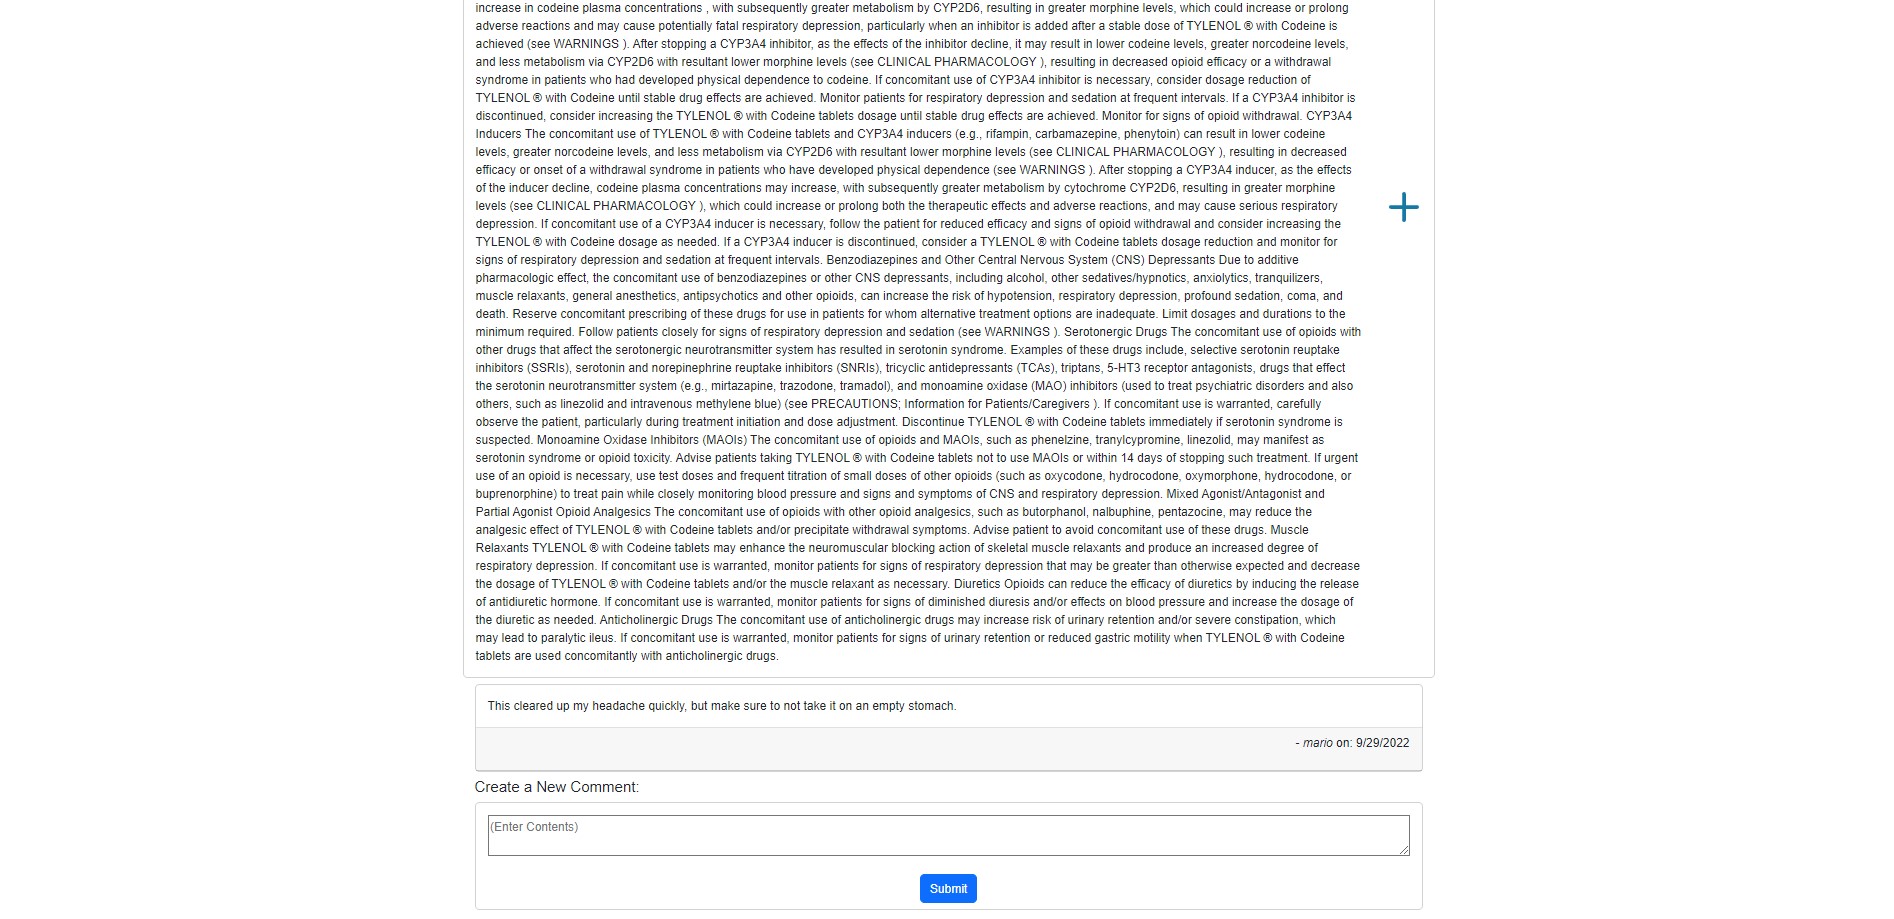 increase in codeine plasma concentrations , with subsequently greater metabolism by CYP2D6, resulting in greater morphine levels, which could increase or prolong
adverse reactions and may cause potentially fatal respiratory depression, particularly when an inhibitor is added after a stable dose of TYLENOL ® with Codeine is
achieved (see WARNINGS ). After stopping a CYP3A4 inhibitor, as the effects of the inhibitor decline, it may result in lower codeine levels, greater norcodeine levels,
and less metabolism via CYP2D6 with resultant lower morphine levels (see CLINICAL PHARMACOLOGY ), resulting in decreased opioid efficacy or a withdrawal
syndrome in patients who had developed physical dependence to codeine. If concomitant use of CYP3A4 inhibitor is necessary, consider dosage reduction of
TYLENOL ® with Codeine until stable drug effects are achieved. Monitor patients for respiratory depression and sedation at frequent intervals. If a CYP3A4 inhibitor is
discontinued, consider increasing the TYLENOL ® with Codeine tablets dosage until stable drug effects are achieved. Monitor for signs of opioid withdrawal. CYP3A4
Inducers The concomitant use of TYLENOL ® with Codeine tablets and CYP3A4 inducers (e.g., rifampin, carbamazepine, phenytoin) can result in lower codeine
levels, greater norcodeine levels, and less metabolism via CYP2D6 with resultant lower morphine levels (see CLINICAL PHARMACOLOGY ), resulting in decreased
efficacy or onset of a withdrawal syndrome in patients who have developed physical dependence (see WARNINGS ). After stopping a CYP3A4 inducer, as the effects
of the inducer decline, codeine plasma concentrations may increase, with subsequently greater metabolism by cytochrome CYP2D6, resulting in greater morphine
levels (see CLINICAL PHARMACOLOGY ), which could increase or prolong both the therapeutic effects and adverse reactions, and may cause serious respiratory
depression. If concomitant use of a CYP3A4 inducer is necessary, follow the patient for reduced efficacy and signs of opioid withdrawal and consider increasing the
TYLENOL ® with Codeine dosage as needed. If a CYP3A4 inducer is discontinued, consider a TYLENOL ® with Codeine tablets dosage reduction and monitor for
signs of respiratory depression and sedation at frequent intervals. Benzodiazepines and Other Central Nervous System (CNS) Depressants Due to additive
pharmacologic effect, the concomitant use of benzodiazepines or other CNS depressants, including alcohol, other sedatives/hypnotics, anxiolytics, tranquilizers,
muscle relaxants, general anesthetics, antipsychotics and other opioids, can increase the risk of hypotension, respiratory depression, profound sedation, coma, and
death. Reserve concomitant prescribing of these drugs for use in patients for whom alternative treatment options are inadequate. Limit dosages and durations to the
minimum required. Follow patients closely for signs of respiratory depression and sedation (see WARNINGS ). Serotonergic Drugs The concomitant use of opioids with
other drugs that affect the serotonergic neurotransmitter system has resulted in serotonin syndrome. Examples of these drugs include, selective serotonin reuptake
inhibitors (SSRIs), serotonin and norepinephrine reuptake inhibitors (SNRIs), tricyclic antidepressants (TCAs), triptans, 5-HT3 receptor antagonists, drugs that effect
the serotonin neurotransmitter system (e.g., mirtazapine, trazodone, tramadol), and monoamine oxidase (MAO) inhibitors (used to treat psychiatric disorders and also
others, such as linezolid and intravenous methylene blue) (see PRECAUTIONS; Information for Patients/Caregivers ). If concomitant use is warranted, carefully
observe the patient, particularly during treatment initiation and dose adjustment. Discontinue TYLENOL ® with Codeine tablets immediately if serotonin syndrome is
suspected. Monoamine Oxidase Inhibitors (MAOIs) The concomitant use of opioids and MAOIs, such as phenelzine, tranylcypromine, linezolid, may manifest as
serotonin syndrome or opioid toxicity. Advise patients taking TYLENOL ® with Codeine tablets not to use MAOIs or within 14 days of stopping such treatment. If urgent
use of an opioid is necessary, use test doses and frequent titration of small doses of other opioids (such as oxycodone, hydrocodone, oxymorphone, hydrocodone, or
buprenorphine) to treat pain while closely monitoring blood pressure and signs and symptoms of CNS and respiratory depression. Mixed Agonist/Antagonist and
Partial Agonist Opioid Analgesics The concomitant use of opioids with other opioid analgesics, such as butorphanol, nalbuphine, pentazocine, may reduce the
analgesic effect of TYLENOL ® with Codeine tablets and/or precipitate withdrawal symptoms. Advise patient to avoid concomitant use of these drugs. Muscle
Relaxants TYLENOL ® with Codeine tablets may enhance the neuromuscular blocking action of skeletal muscle relaxants and produce an increased degree of
respiratory depression. If concomitant use is warranted, monitor patients for signs of respiratory depression that may be greater than otherwise expected and decrease
the dosage of TYLENOL ® with Codeine tablets and/or the muscle relaxant as necessary. Diuretics Opioids can reduce the efficacy of diuretics by inducing the release
of antidiuretic hormone. If concomitant use is warranted, monitor patients for signs of diminished diuresis and/or effects on blood pressure and increase the dosage of
the diuretic as needed. Anticholinergic Drugs The concomitant use of anticholinergic drugs may increase risk of urinary retention and/or severe constipation, which
may lead to paralytic ileus. If concomitant use is warranted, monitor patients for signs of urinary retention or reduced gastric motility when TYLENOL ® with Codeine
tablets are used concomitantly with anticholinergic drugs.
This cleared up my headache quickly, but make sure to not take it on an empty stomach.
- mario on: 9/29/2022
Create a New Comment:
(Enter Contents)
Submit